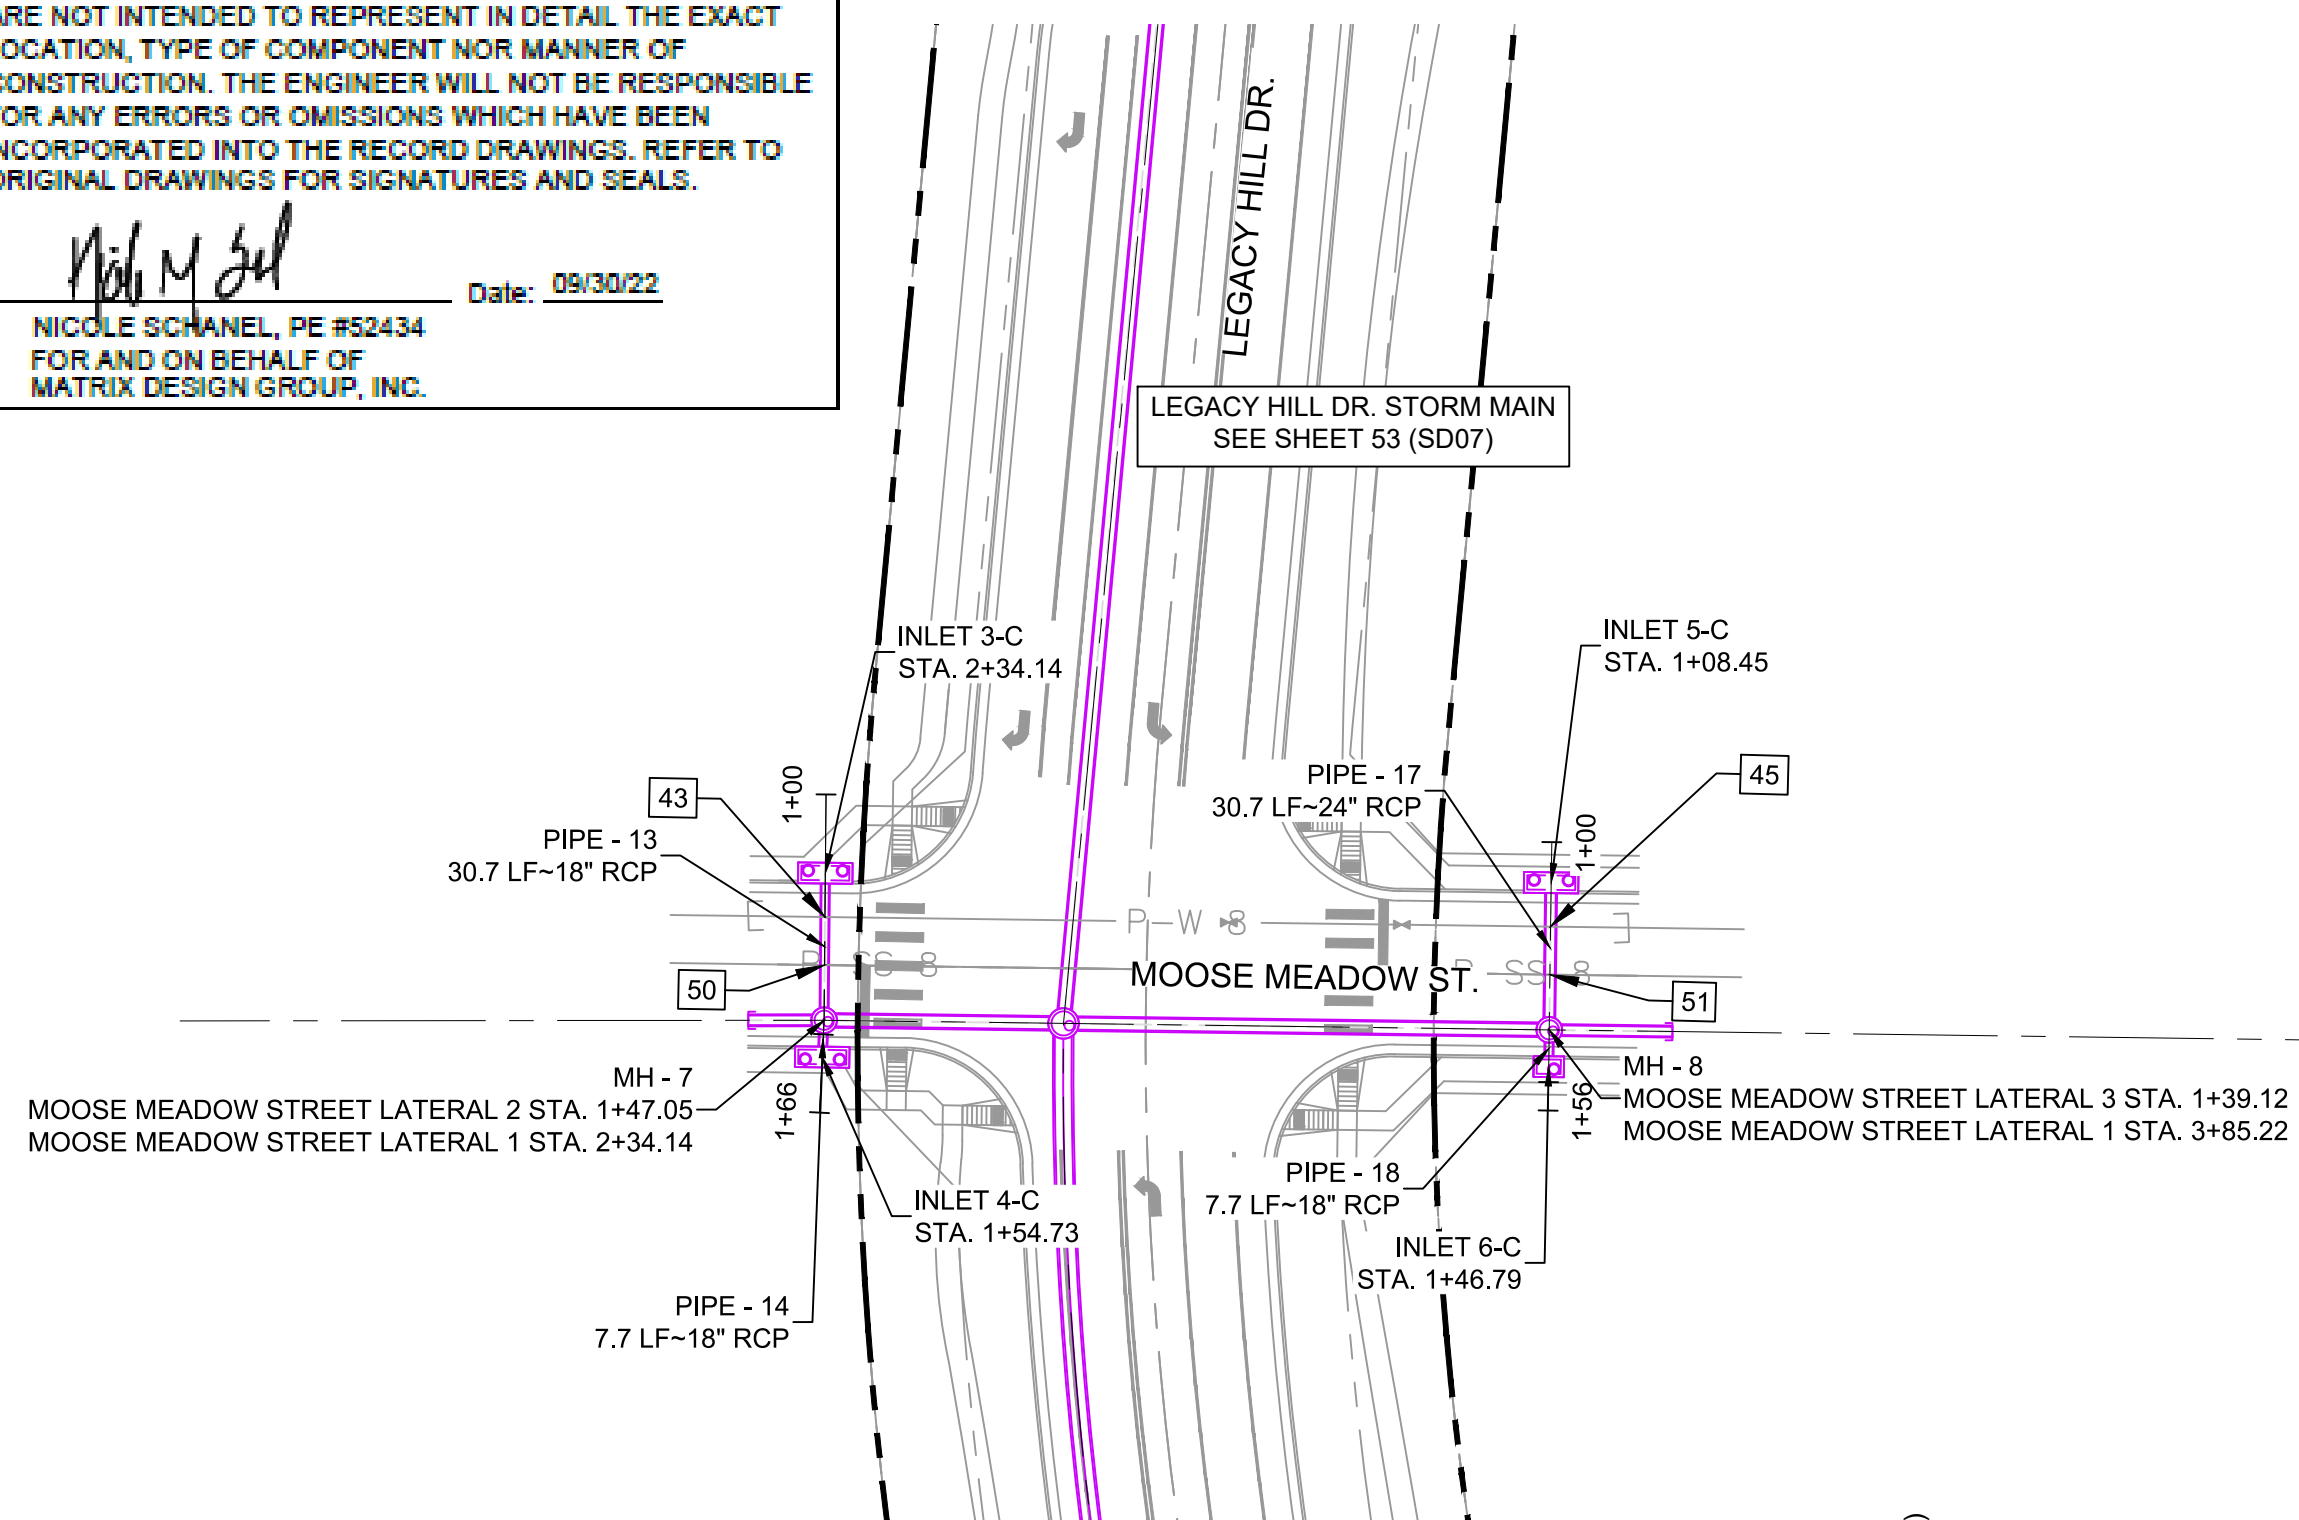 ARE NOT INTENDED TO REPRESENT IN DETAIL THE EXACT
LOCATION, TYPE OF COMPONENT NOR MANNER OF
CONSTRUCTION. THE ENGINEER WILL NOT BE RESPONSIBLE
FOR ANY ERRORS OR OMISSIONS WHICH HAVE BEEN
INCORPORATED INTO THE RECORD DRAWINGS. REFER TO
ORIGINAL DRAWINGS FOR SIGNATURES AND SEALS.
Date: 09/30/22
NICOLE SCHANEL, PE #52434
FOR AND ON BEHALF OF
MATRIX DESIGN GROUP, INC.
LEGACY HILL DR.
LEGACY HILL DR. STORM MAIN
SEE SHEET 53 (SD07)
INLET 3-C
STA. 2+34.14
INLET 5-C
STA. 1+08.45
43
1+00
PIPE - 13
30.7 LF~18" RCP
PIPE - 17
30.7 LF~24" RCP
45
1+00
P W 8
P SS 8
MOOSE MEADOW ST.
P SS 8
50
51
MH - 7
MOOSE MEADOW STREET LATERAL 2 STA. 1+47.05
MOOSE MEADOW STREET LATERAL 1 STA. 2+34.14
1+66
1+56
MH - 8
MOOSE MEADOW STREET LATERAL 3 STA. 1+39.12
MOOSE MEADOW STREET LATERAL 1 STA. 3+85.22
INLET 4-C
STA. 1+54.73
PIPE - 18
7.7 LF~18" RCP
INLET 6-C
STA. 1+46.79
PIPE - 14
7.7 LF~18" RCP